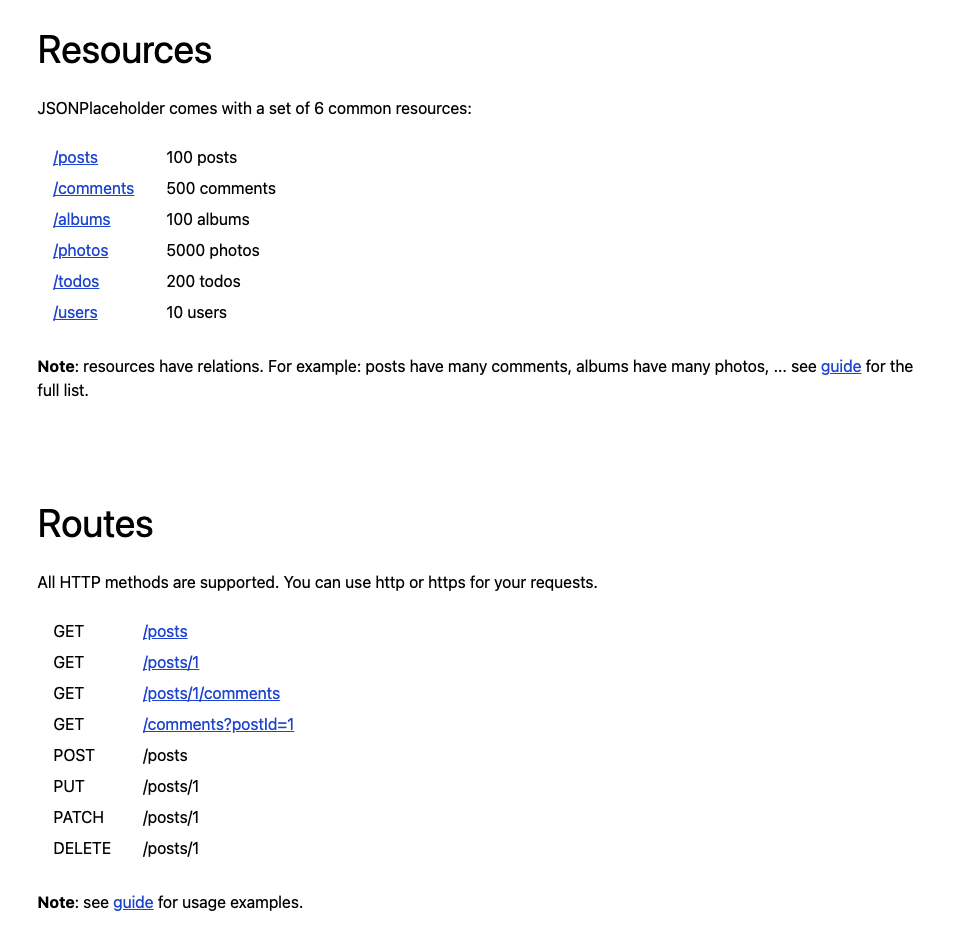 Resources
JSONPlaceholder comes with a set of 6 common resources:
/posts 100 posts
/comments 500 comments
/albums 100 albums
/photos 5000 photos
/todos 200 todos
/users 10 users
Note: resources have relations. For example: posts have many comments, albums have many photos, ... see guide for the
full list.
Routes
All HTTP methods are supported. You can use http or https for your requests.
GET /posts
GET /posts/1
GET /posts/1/comments
GET /comments?postId=1
POST /posts
PUT /posts/1
PATCH /posts/1
DELETE /posts/1
Note: see guide for usage examples.